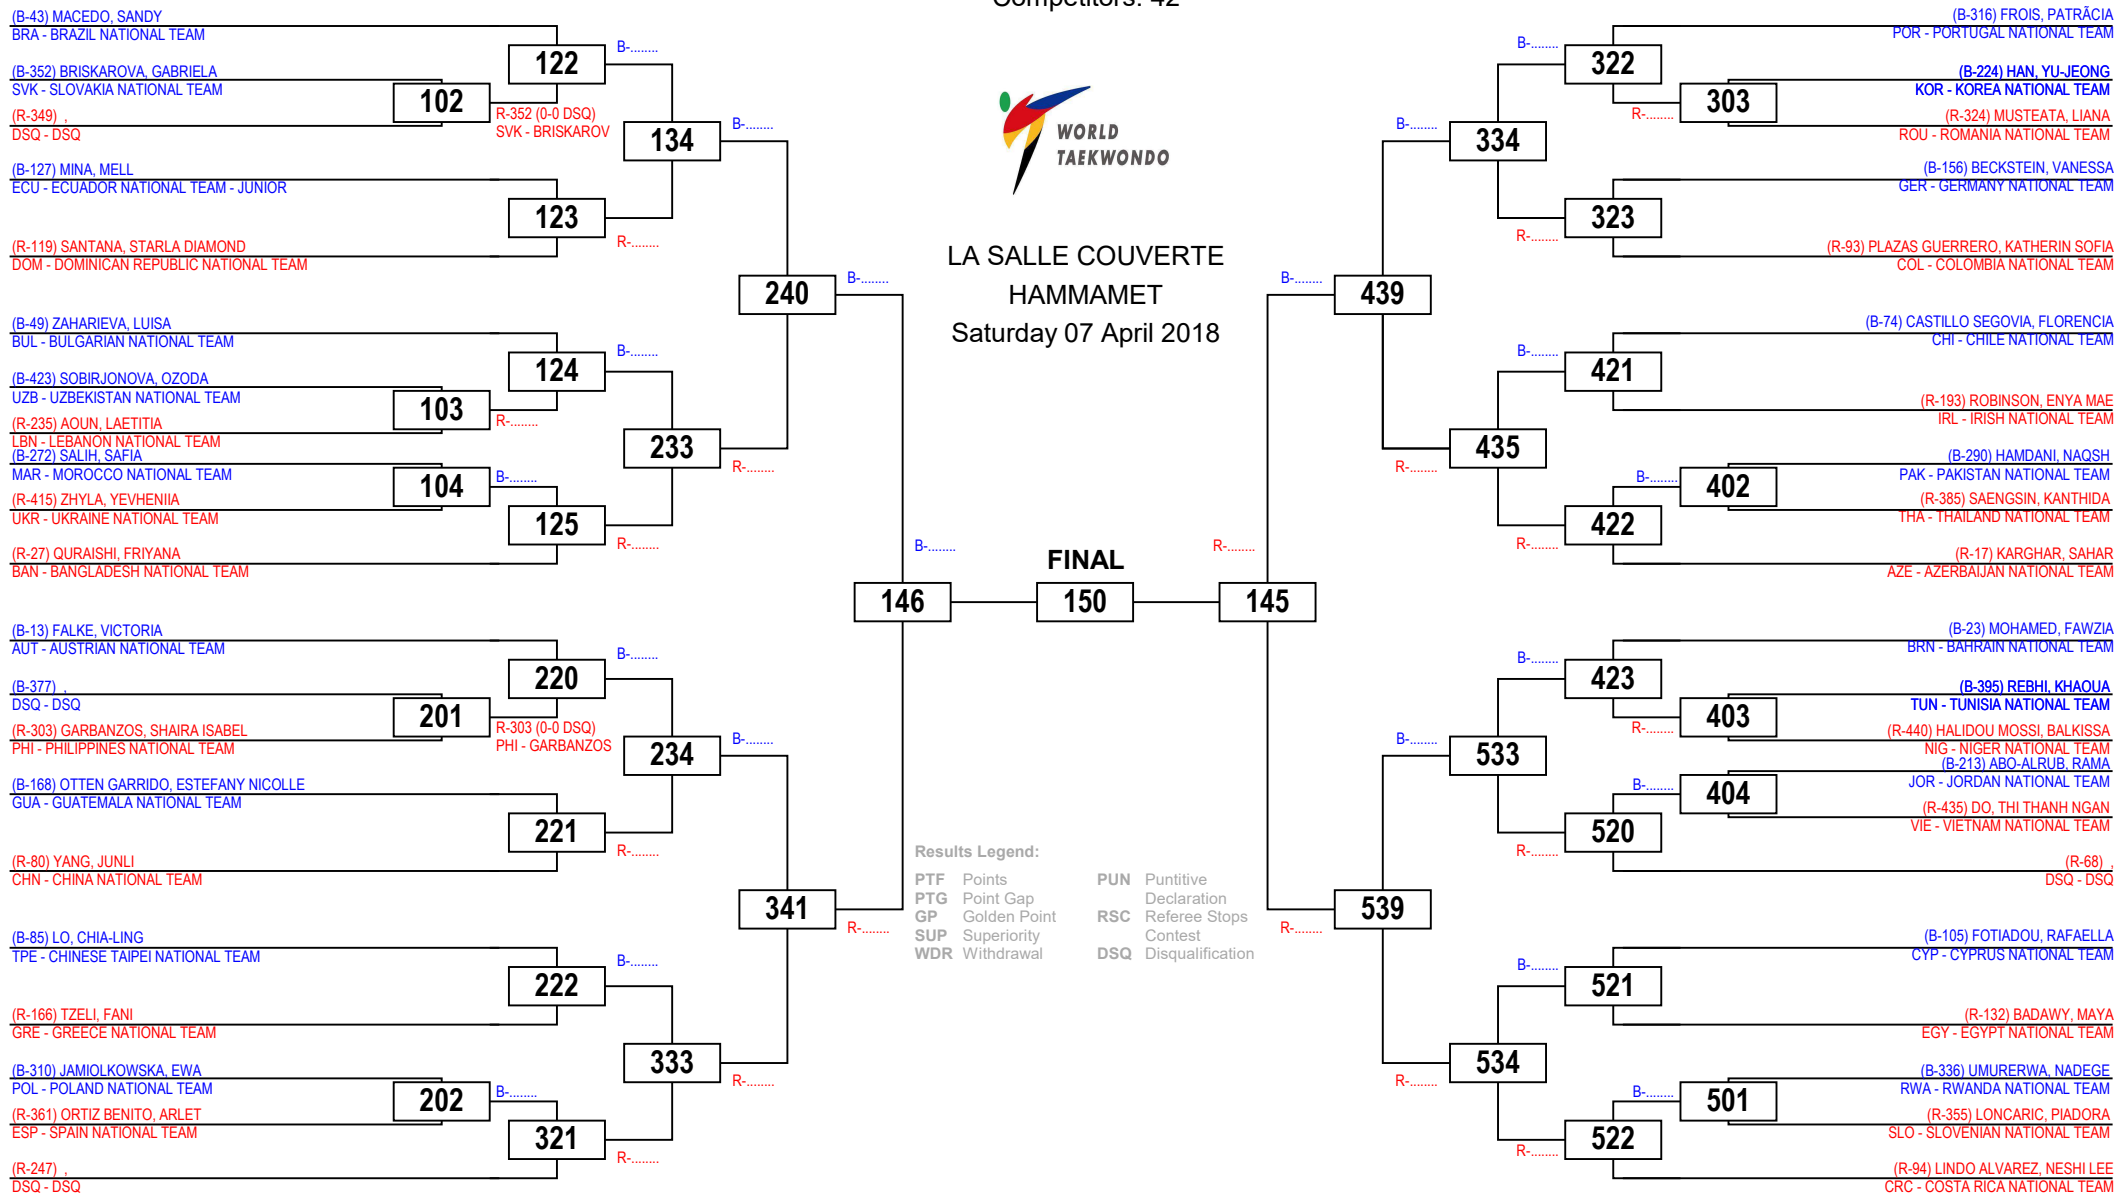 Competitors: 42
(B-43) MACEDO, SANDY
BRA - BRAZIL NATIONAL TEAM
122
B-........
(B-352) BRISKAROVA, GABRIELA
SVK - SLOVAKIA NATIONAL TEAM
102
R-352 (0-0 DSQ)
SVK - BRISKAROV
(R-349) ,
DSQ - DSQ
134
B-........
(B-127) MINA, MELL
ECU - ECUADOR NATIONAL TEAM - JUNIOR
123
R-........
(R-119) SANTANA, STARLA DIAMOND
DOM - DOMINICAN REPUBLIC NATIONAL TEAM
240
B-........
(B-49) ZAHARIEVA, LUISA
BUL - BULGARIAN NATIONAL TEAM
124
B-........
(B-423) SOBIRJONOVA, OZODA
UZB - UZBEKISTAN NATIONAL TEAM
103
R-........
(R-235) AOUN, LAETITIA
LBN - LEBANON NATIONAL TEAM
233
R-........
(B-272) SALIH, SAFIA
MAR - MOROCCO NATIONAL TEAM
104
B-........
(R-415) ZHYLA, YEVHENIIA
UKR - UKRAINE NATIONAL TEAM
125
R-........
(R-27) QURAISHI, FRIYANA
BAN - BANGLADESH NATIONAL TEAM
146
B-........
(B-13) FALKE, VICTORIA
AUT - AUSTRIAN NATIONAL TEAM
220
B-........
(B-377) ,
DSQ - DSQ
201
R-303 (0-0 DSQ)
PHI - GARBANZOS
(R-303) GARBANZOS, SHAIRA ISABEL
PHI - PHILIPPINES NATIONAL TEAM
234
B-........
(B-168) OTTEN GARRIDO, ESTEFANY NICOLLE
GUA - GUATEMALA NATIONAL TEAM
221
R-........
(R-80) YANG, JUNLI
CHN - CHINA NATIONAL TEAM
341
R-........
(B-85) LO, CHIA-LING
TPE - CHINESE TAIPEI NATIONAL TEAM
222
B-........
(R-166) TZELI, FANI
GRE - GREECE NATIONAL TEAM
333
R-........
(B-310) JAMIOLKOWSKA, EWA
POL - POLAND NATIONAL TEAM
202
B-........
(R-361) ORTIZ BENITO, ARLET
ESP - SPAIN NATIONAL TEAM
321
R-........
(R-247) ,
DSQ - DSQ
WORLD
TAEKWONDO
LA SALLE COUVERTE
HAMMAMET
Saturday 07 April 2018
FINAL
150
Results Legend:
PTF Points
PTG Point Gap
GP Golden Point
SUP Superiority
WDR Withdrawal
PUN Puntitive
Declaration
RSC Referee Stops
Contest
DSQ Disqualification
(B-316) FROIS, PATRÃCIA
POR - PORTUGAL NATIONAL TEAM
B-........
322
(B-224) HAN, YU-JEONG
KOR - KOREA NATIONAL TEAM
R-........
303
(R-324) MUSTEATA, LIANA
ROU - ROMANIA NATIONAL TEAM
B-........
334
(B-156) BECKSTEIN, VANESSA
GER - GERMANY NATIONAL TEAM
R-........
323
(R-93) PLAZAS GUERRERO, KATHERIN SOFIA
COL - COLOMBIA NATIONAL TEAM
B-........
439
(B-74) CASTILLO SEGOVIA, FLORENCIA
CHI - CHILE NATIONAL TEAM
B-........
421
(R-193) ROBINSON, ENYA MAE
IRL - IRISH NATIONAL TEAM
R-........
435
(B-290) HAMDANI, NAQSH
PAK - PAKISTAN NATIONAL TEAM
B-........
402
(R-385) SAENGSIN, KANTHIDA
THA - THAILAND NATIONAL TEAM
R-........
422
(R-17) KARGHAR, SAHAR
AZE - AZERBAIJAN NATIONAL TEAM
R-........
145
(B-23) MOHAMED, FAWZIA
BRN - BAHRAIN NATIONAL TEAM
B-........
423
(B-395) REBHI, KHAOUA
TUN - TUNISIA NATIONAL TEAM
R-........
403
(R-440) HALIDOU MOSSI, BALKISSA
NIG - NIGER NATIONAL TEAM
B-........
533
(B-213) ABO-ALRUB, RAMA
JOR - JORDAN NATIONAL TEAM
B-........
404
(R-435) DO, THI THANH NGAN
VIE - VIETNAM NATIONAL TEAM
R-........
520
(R-68) ,
DSQ - DSQ
R-........
539
(B-105) FOTIADOU, RAFAELLA
CYP - CYPRUS NATIONAL TEAM
B-........
521
(R-132) BADAWY, MAYA
EGY - EGYPT NATIONAL TEAM
R-........
534
(B-336) UMURERWA, NADEGE
RWA - RWANDA NATIONAL TEAM
B-........
501
(R-355) LONCARIC, PIADORA
SLO - SLOVENIAN NATIONAL TEAM
R-........
522
(R-94) LINDO ALVAREZ, NESHI LEE
CRC - COSTA RICA NATIONAL TEAM